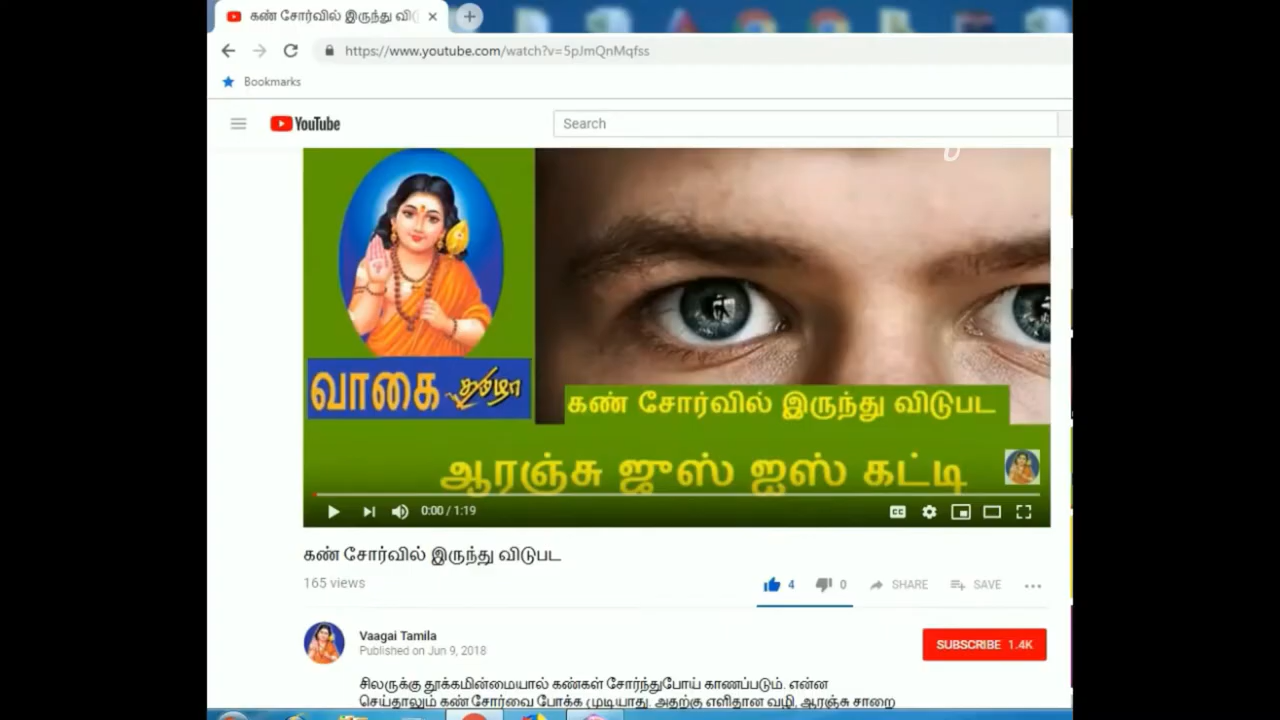 கண் சோர்வில் இருந்து விடு
https://www.youtube.com/watch?v=5pJmQnMqfss
Bookmarks
YouTube
Search
வாகை தமிழா
கண் சோர்வில் இருந்து விடுபட
ஆரஞ்சு ஜுஸ் ஐஸ் கட்டி
0:00 / 1:19
CC
கண் சோர்வில் இருந்து விடுபட
165 views
4 0 SHARE SAVE
Vaagai Tamila
Published on Jun 9, 2018
SUBSCRIBE 1.4K
சிலருக்கு தூக்கமின்மையால் கண்கள் சோர்ந்துபோய் காணப்படும். என்ன
செய்தாலும் கண் சோர்வை போக்க முடியாது. அதற்கு எளிதான வழி, ஆரஞ்சு சாறை